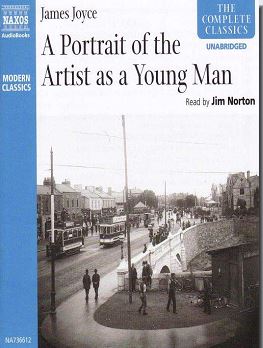 NAXOS
AudioBooks
MODERN
CLASSICS
James Joyce
THE
COMPLETE
CLASSICS
UNABRIDGED
A Portrait of the
Artist as a Young Man
Read by Jim Norton
NA736612